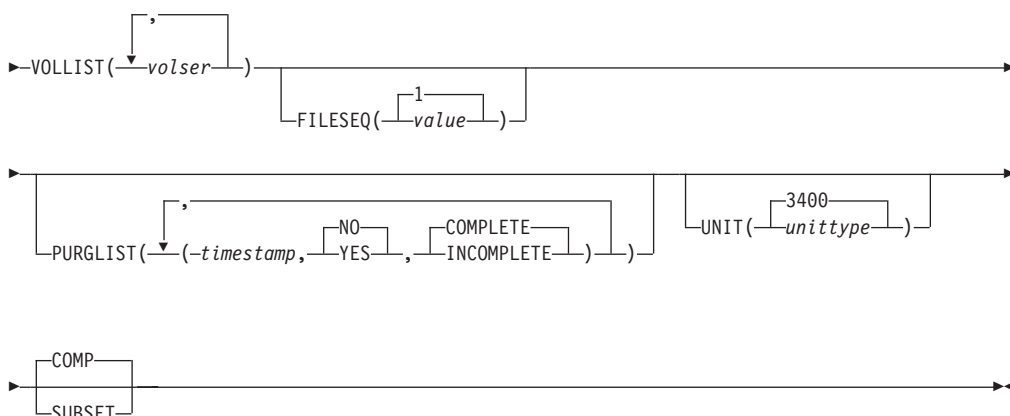 ,
VOLLIST( volser )
1
FILESEQ( value )
,
NO COMPLETE
PURGLIST( (timestamp, YES , INCOMPLETE ) )
3400
UNIT( unittype )
COMP
SUBSET